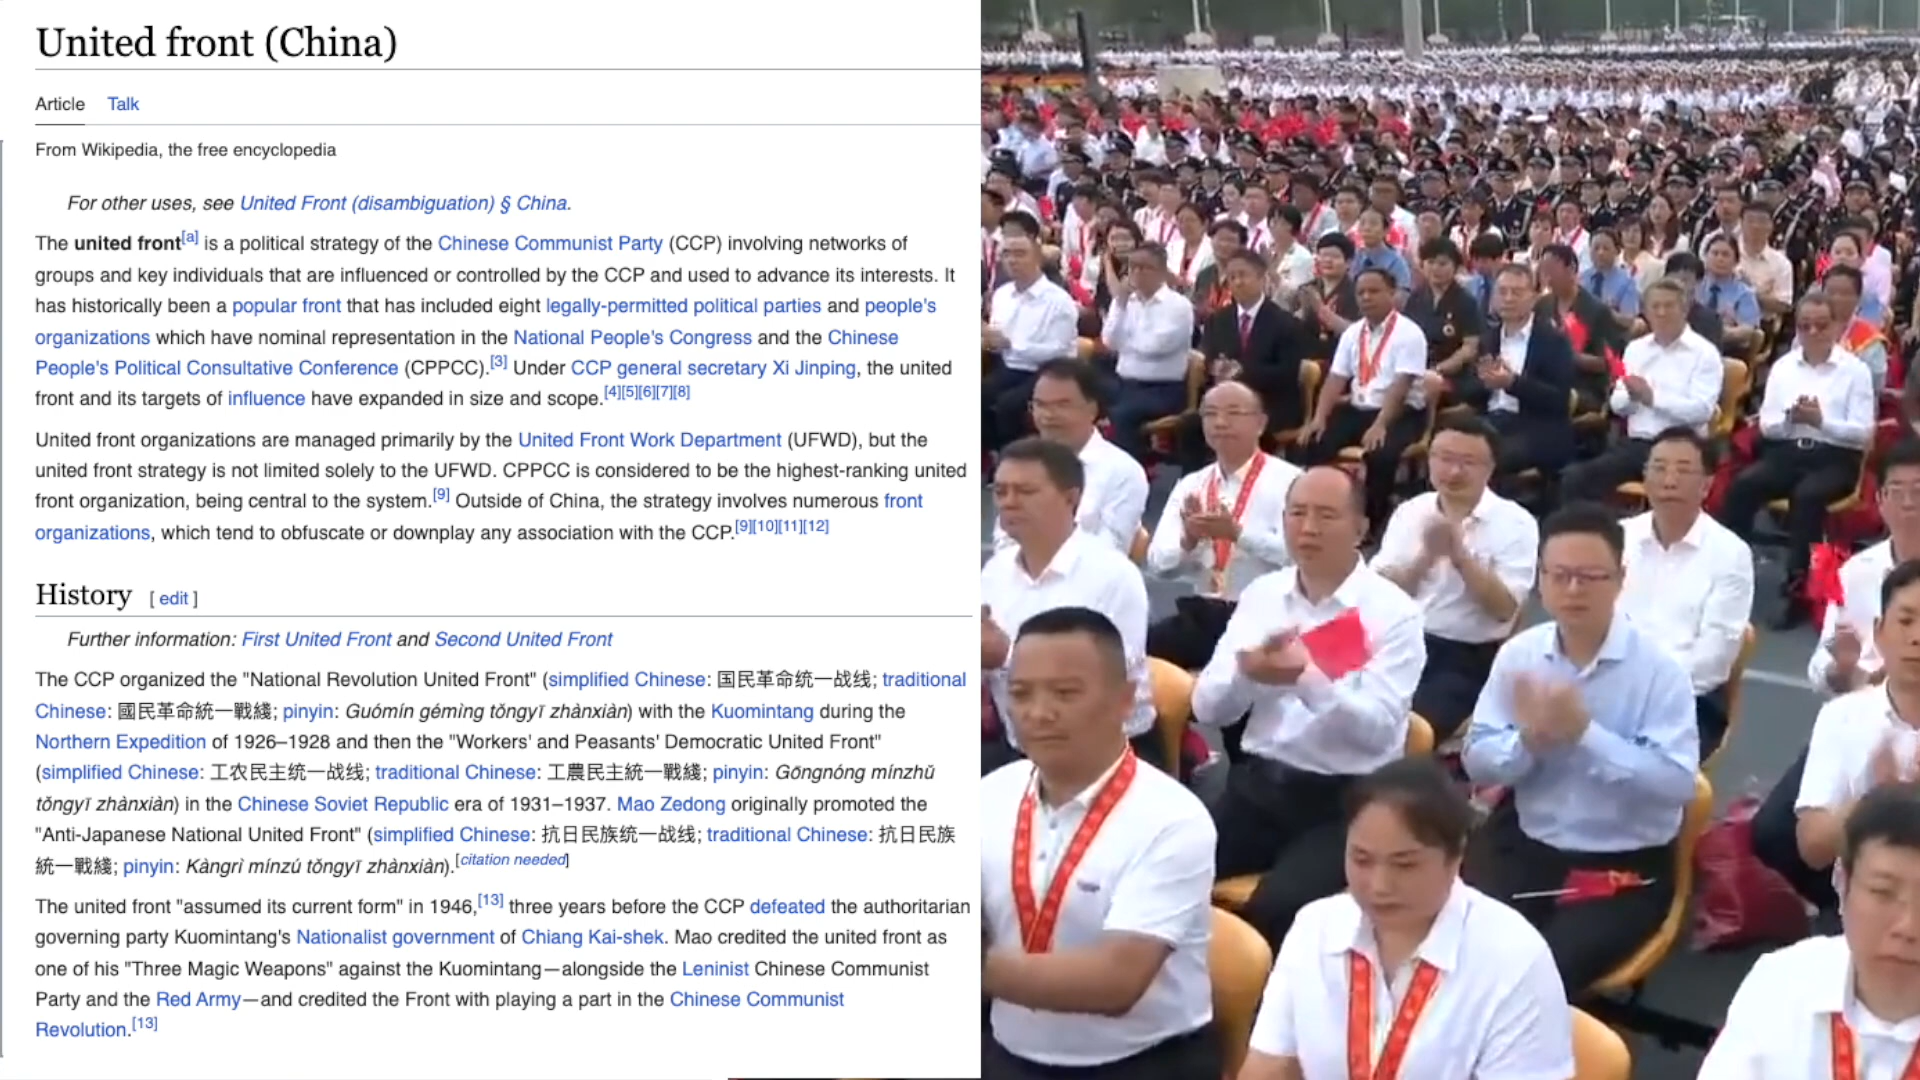 United front (China)
Article Talk
From Wikipedia, the free encyclopedia
For other uses, see United Front (disambiguation) § China.
The united front[a] is a political strategy of the Chinese Communist Party (CCP) involving networks of
groups and key individuals that are influenced or controlled by the CCP and used to advance its interests. It
has historically been a popular front that has included eight legally-permitted political parties and people's
organizations which have nominal representation in the National People's Congress and the Chinese
People's Political Consultative Conference (CPPCC).[3] Under CCP general secretary Xi Jinping, the united
front and its targets of influence have expanded in size and scope.[4][5][6][7][8]
United front organizations are managed primarily by the United Front Work Department (UFWD), but the
united front strategy is not limited solely to the UFWD. CPPCC is considered to be the highest-ranking united
front organization, being central to the system.[9] Outside of China, the strategy involves numerous front
organizations, which tend to obfuscate or downplay any association with the CCP.[9][10][11][12]
History [ edit ]
Further information: First United Front and Second United Front
The CCP organized the "National Revolution United Front" (simplified Chinese: 国民革命统一战线; traditional
Chinese: 國民革命統一戰綫; pinyin: Guómín gémìng tǒngyī zhànxiàn) with the Kuomintang during the
Northern Expedition of 1926–1928 and then the "Workers' and Peasants' Democratic United Front"
(simplified Chinese: 工农民主统一战线; traditional Chinese: 工農民主統一戰綫; pinyin: Gōngnóng mínzhǔ
tǒngyī zhànxiàn) in the Chinese Soviet Republic era of 1931–1937. Mao Zedong originally promoted the
"Anti-Japanese National United Front" (simplified Chinese: 抗日民族统一战线; traditional Chinese: 抗日民族
統一戰綫; pinyin: Kàngrì mínzú tǒngyī zhànxiàn).[citation needed]
The united front "assumed its current form" in 1946,[13] three years before the CCP defeated the authoritarian
governing party Kuomintang's Nationalist government of Chiang Kai-shek. Mao credited the united front as
one of his "Three Magic Weapons" against the Kuomintang—alongside the Leninist Chinese Communist
Party and the Red Army—and credited the Front with playing a part in the Chinese Communist
Revolution.[13]